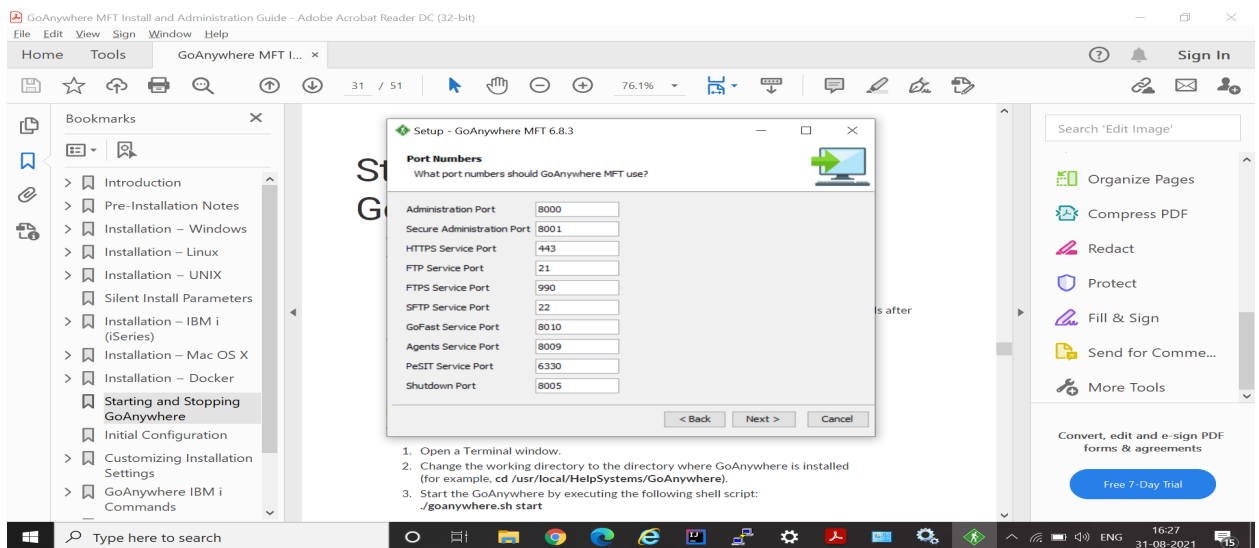 GoAnywhere MFT Install and Administration Guide - Adobe Acrobat Reader DC (32-bit)
File Edit View Sign Window Help
Home Tools GoAnywhere MFT I... × Sign In
31 / 51 76.1%
Bookmarks
Introduction
Pre-Installation Notes
Installation – Windows
Installation – Linux
Installation – UNIX
Silent Install Parameters
Installation – IBM i
(iSeries)
Installation – Mac OS X
Installation – Docker
Starting and Stopping
GoAnywhere
Initial Configuration
Customizing Installation
Settings
GoAnywhere IBM i
Commands
St
G
ls after
Setup - GoAnywhere MFT 6.8.3
Port Numbers
What port numbers should GoAnywhere MFT use?
Administration Port 8000
Secure Administration Port 8001
HTTPS Service Port 443
FTP Service Port 21
FTPS Service Port 990
SFTP Service Port 22
GoFast Service Port 8010
Agents Service Port 8009
PeSIT Service Port 6330
Shutdown Port 8005
< Back Next > Cancel
1. Open a Terminal window.
2. Change the working directory to the directory where GoAnywhere is installed
(for example, cd /usr/local/HelpSystems/GoAnywhere).
3. Start the GoAnywhere by executing the following shell script:
./goanywhere.sh start
Search 'Edit Image'
Organize Pages
Compress PDF
Redact
Protect
Fill & Sign
Send for Comme...
More Tools
Convert, edit and e-sign PDF
forms & agreements
Free 7-Day Trial
Type here to search
ENG
16:27
31-08-2021
15